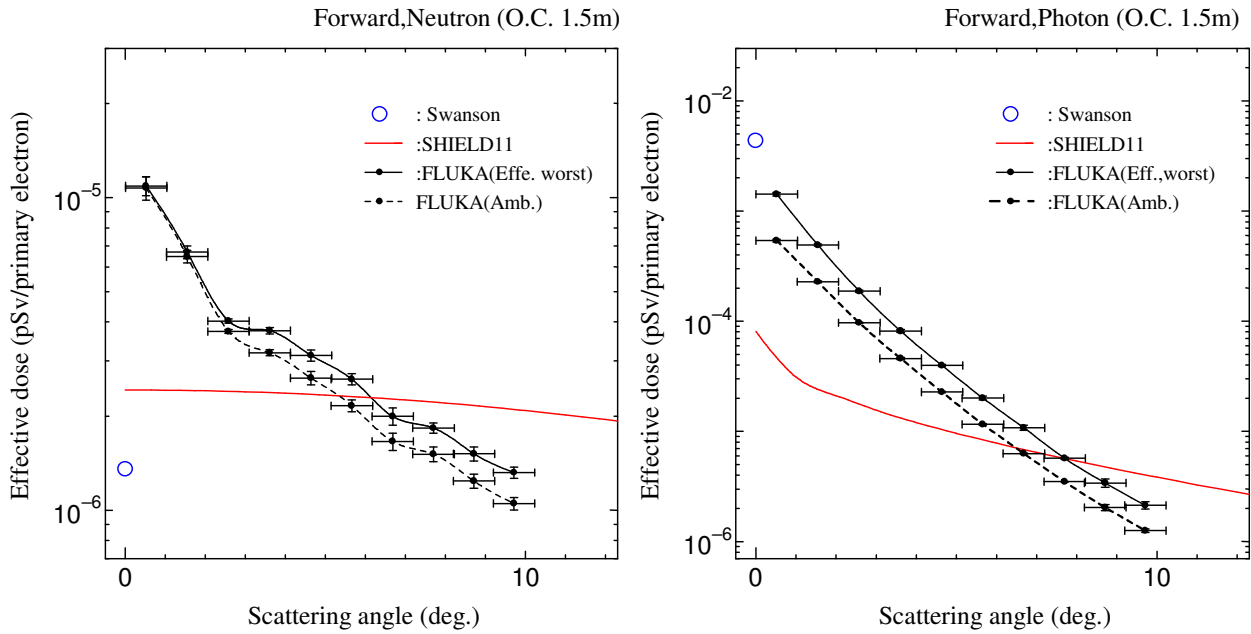 Forward,Neutron (O.C. 1.5m)
Effective dose (pSv/primary electron)
10−5
10−6
: Swanson
:SHIELD11
:FLUKA(Effe. worst)
FLUKA(Amb.)
0
10
Scattering angle (deg.)
Forward,Photon (O.C. 1.5m)
Effective dose (pSv/primary electron)
10−2
10−4
10−6
: Swanson
:SHIELD11
:FLUKA(Eff.,worst)
:FLUKA(Amb.)
0
10
Scattering angle (deg.)